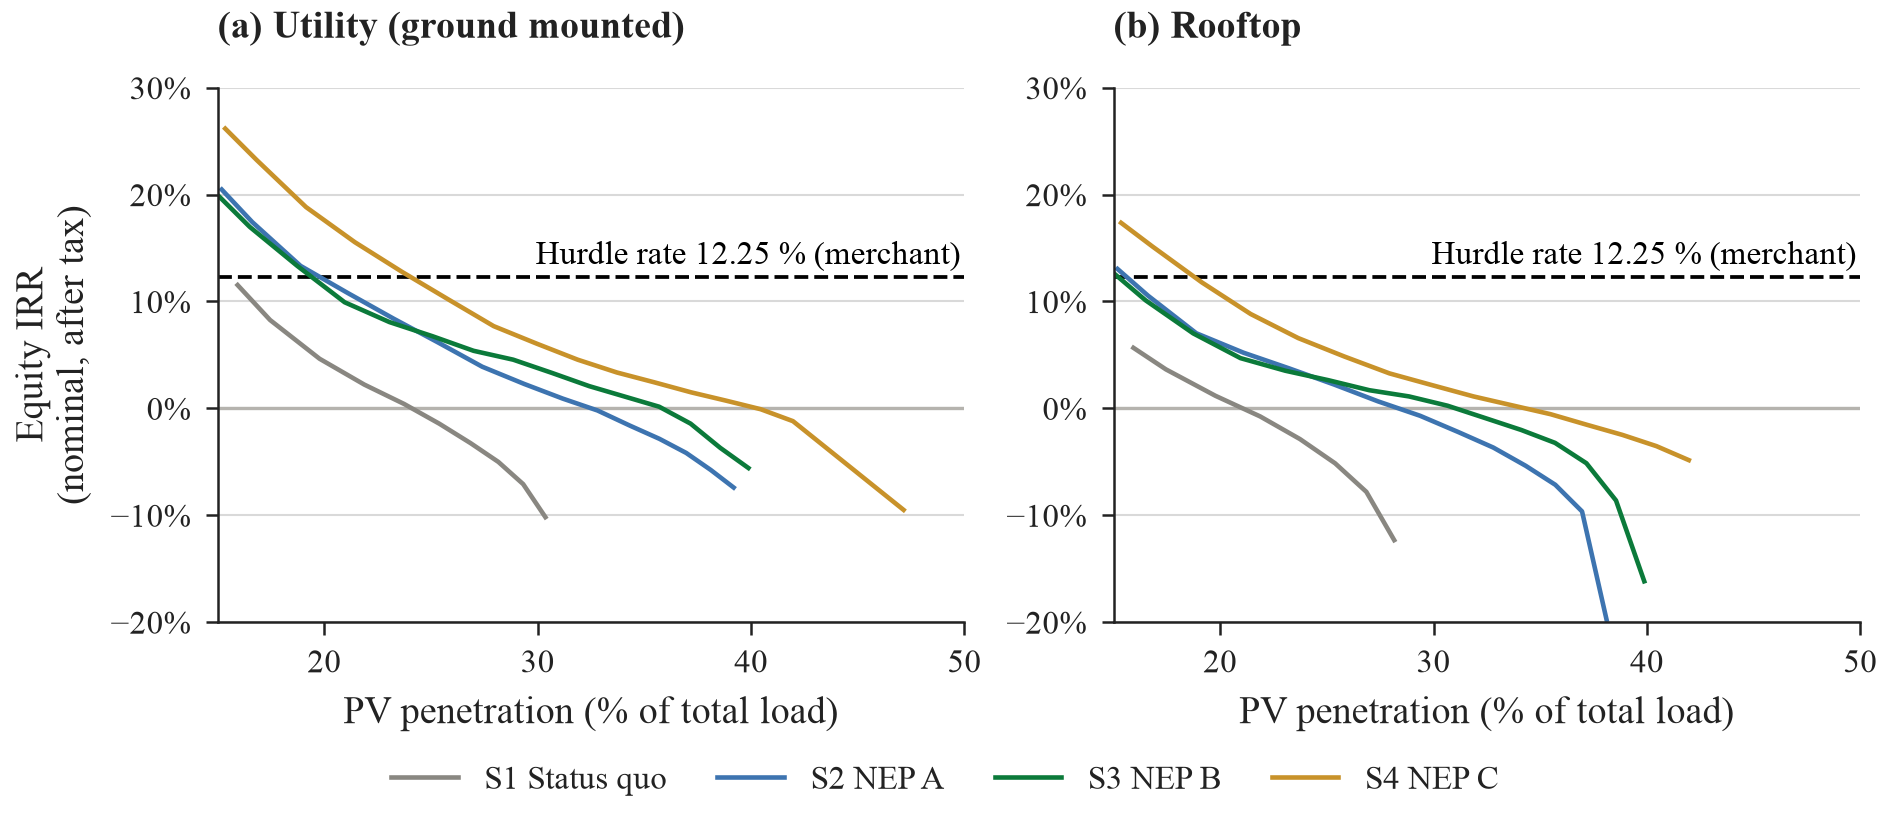 (a) Utility (ground mounted)
30%
20%
10%
0%
−10%
−20%
Equity IRR
(nominal, after tax)
Hurdle rate 12.25 % (merchant)
20
30
40
50
PV penetration (% of total load)
(b) Rooftop
30%
20%
10%
0%
−10%
−20%
Hurdle rate 12.25 % (merchant)
20
30
40
50
PV penetration (% of total load)
S1 Status quo
S2 NEP A
S3 NEP B
S4 NEP C